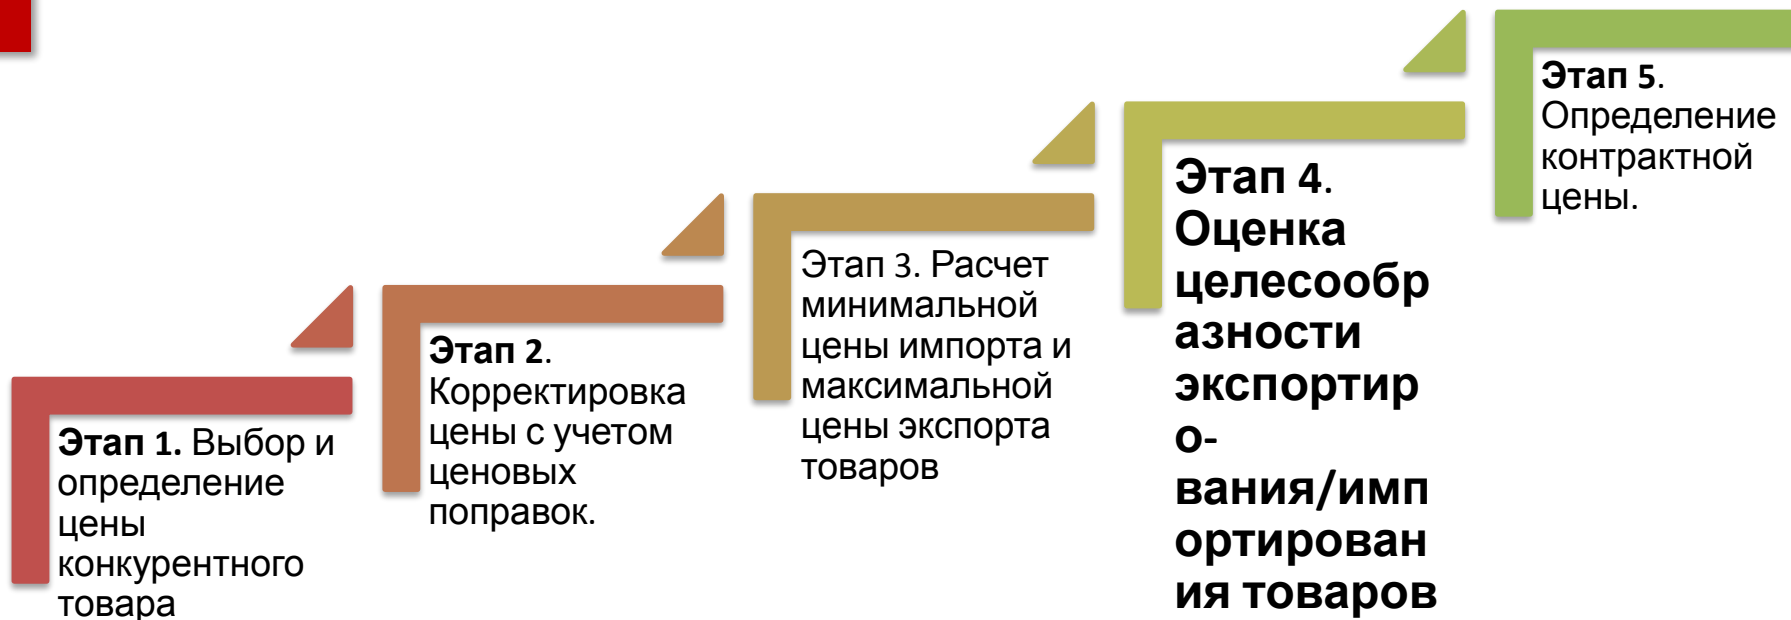 Этап 1. Выбор и
определение
цены
конкурентного
товара
Этап 2.
Корректировка
цены с учетом
ценовых
поправок.
Этап 3. Расчет
минимальной
цены импорта и
максимальной
цены экспорта
товаров
Этап 4.
Оценка
целесообр
азности
экспортир
о-
вания/имп
ортирован
ия товаров
Этап 5.
Определение
контрактной
цены.